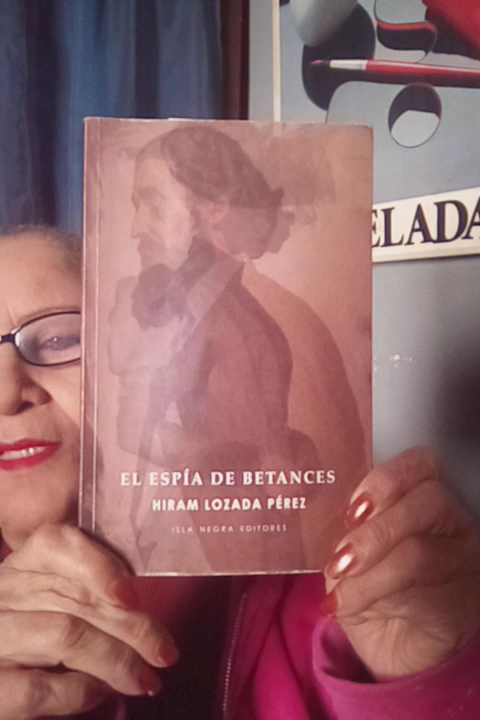 ELADA
EL ESPÍA DE BETANCES
HIRAM LOZADA PÉREZ
ISLA NEGRA EDITORES